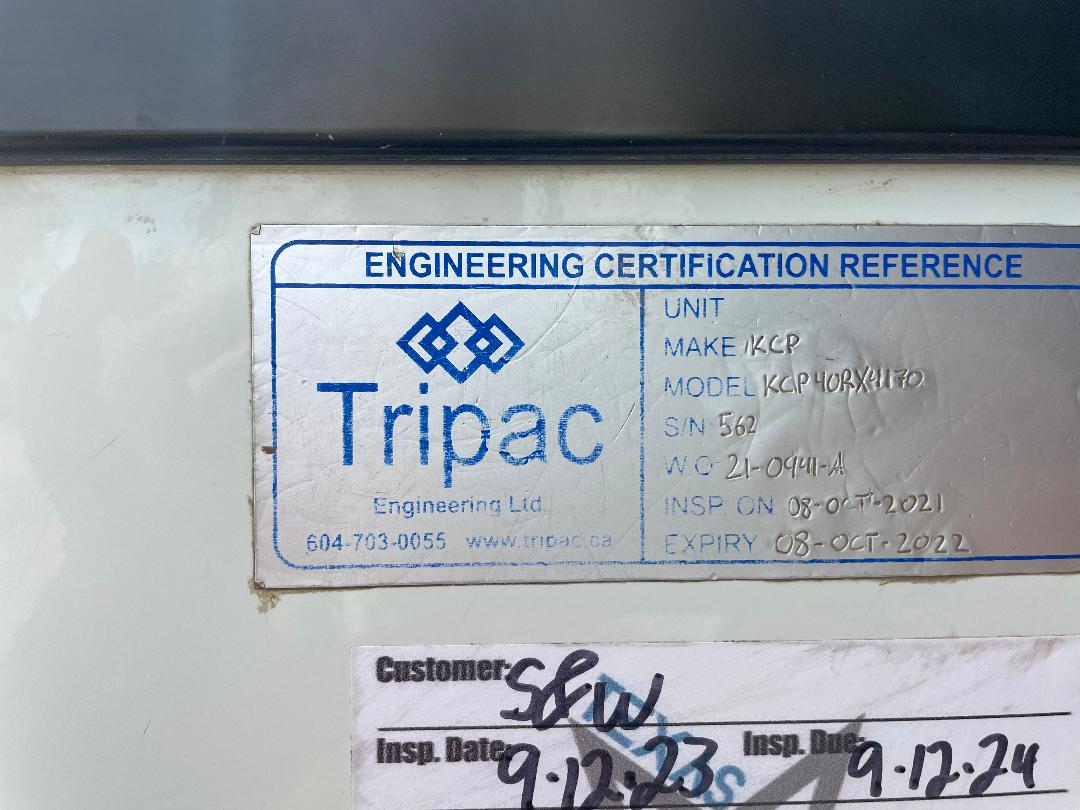 ENGINEERING CERTIFICATION REFERENCE
Tripac
Engineering Ltd.
604-703-0055 www.tripac.ca
UNIT
MAKE KCP
MODEL KCP40RX4170
S/N 562
W.O. 21-0941-A
INSP. ON 08-OCT-2021
EXPIRY 08-OCT-2022
Customer: S&W
Insp. Date: 9.12.23 Insp. Due: 9.12.24
TEXAS